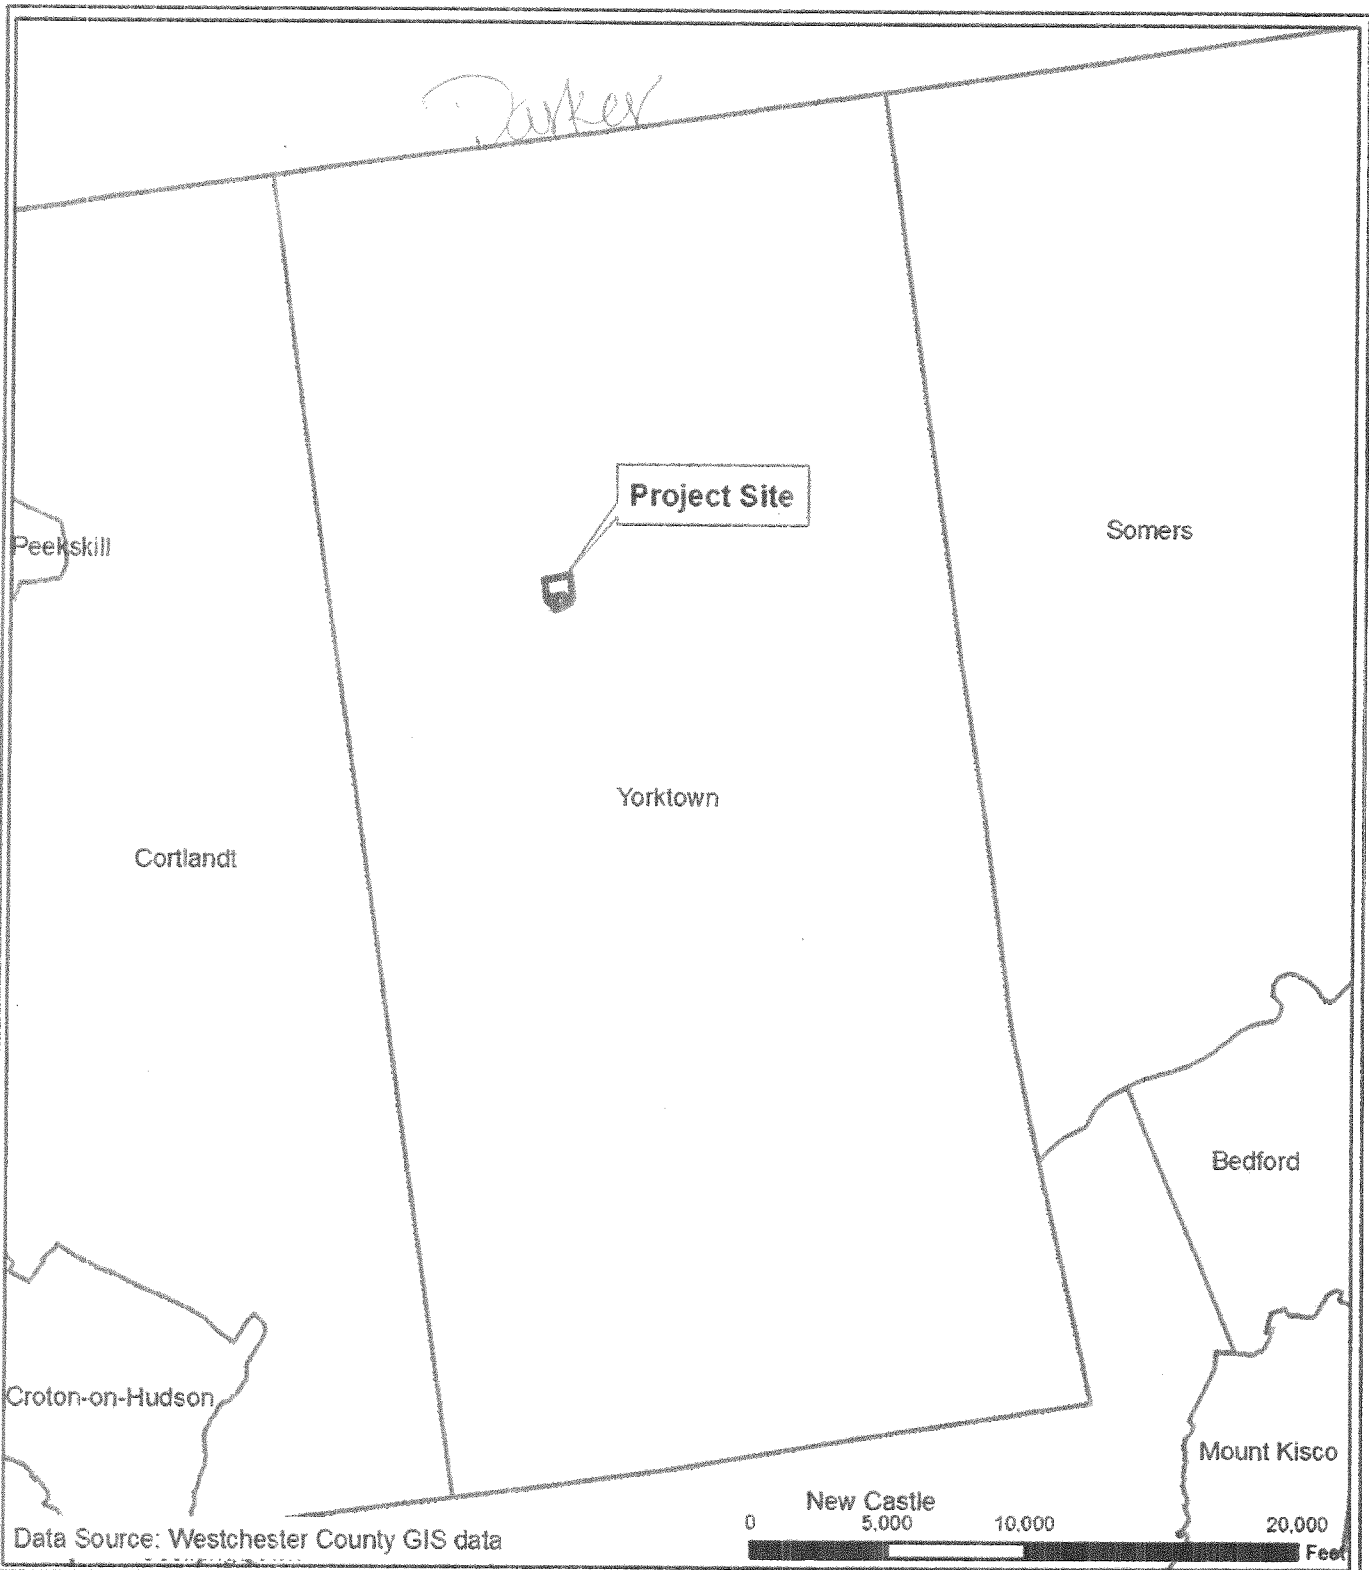 Darker
Project Site
Peekskill
Somers
Yorktown
Cortlandt
Bedford
Croton-on-Hudson
Mount Kisco
New Castle
0 5,000 10,000 20,000
Feet
Data Source: Westchester County GIS data